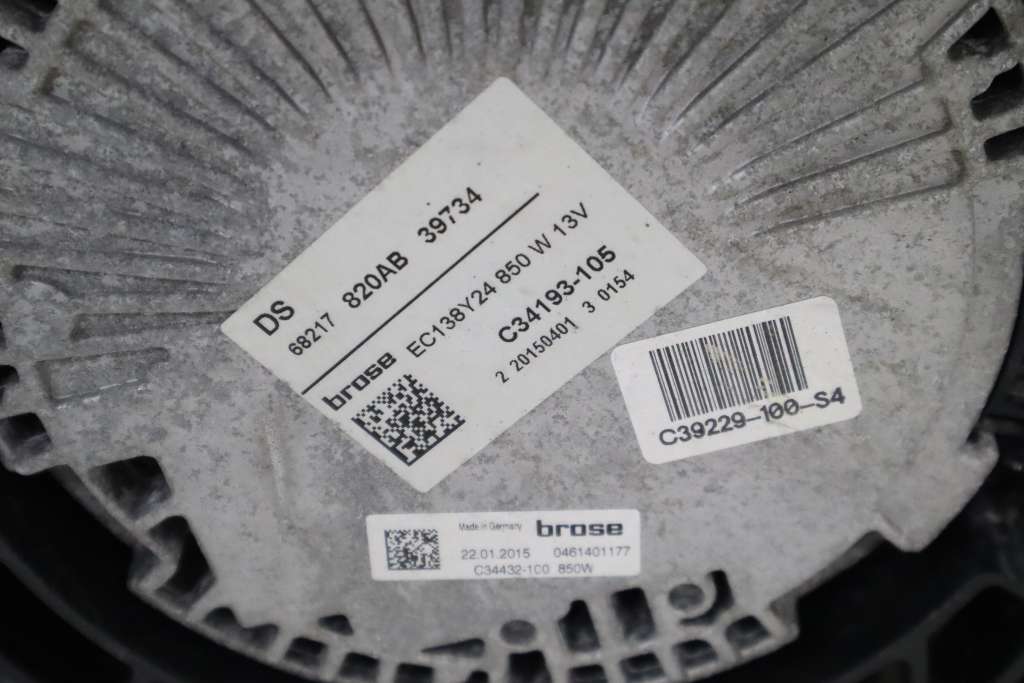 DS
68217 820AB 39734
brose EC138Y24 850 W 13V
C34193-105
2 20150401 3 0154
C39229-100-S4
Made in Germany brose
22.01.2015 0461401177
C34432-100 850W